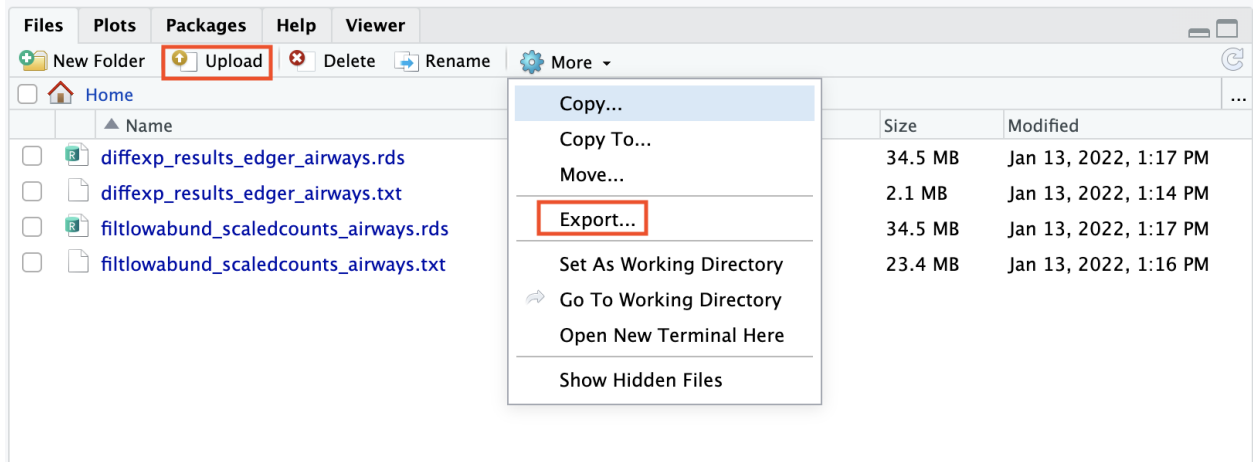 Files Plots Packages Help Viewer
New Folder Upload Delete Rename More
Home ...
Name Size Modified
diffexp_results_edger_airways.rds 34.5 MB Jan 13, 2022, 1:17 PM
diffexp_results_edger_airways.txt 2.1 MB Jan 13, 2022, 1:14 PM
filtlowabund_scaledcounts_airways.rds 34.5 MB Jan 13, 2022, 1:17 PM
filtlowabund_scaledcounts_airways.txt 23.4 MB Jan 13, 2022, 1:16 PM
Copy...
Copy To...
Move...
Export...
Set As Working Directory
Go To Working Directory
Open New Terminal Here
Show Hidden Files